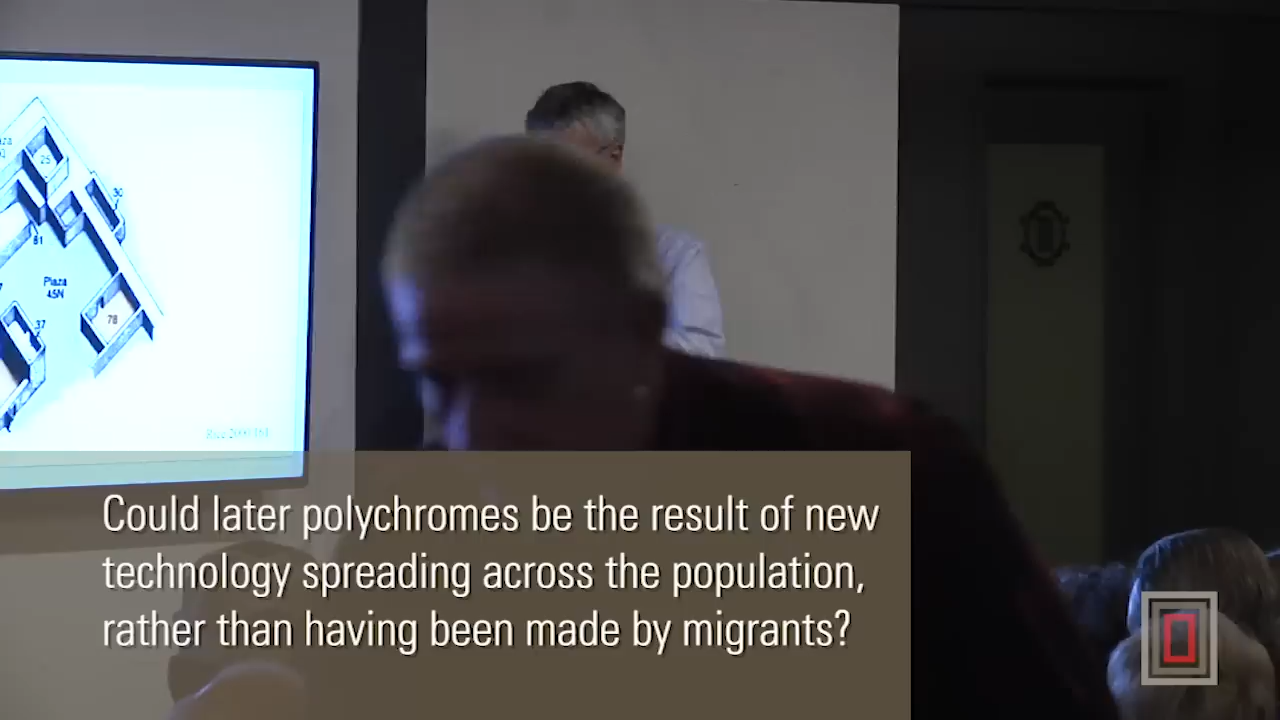 25
30
81
Plaza
45N
37
78
Could later polychromes be the result of new
technology spreading across the population,
rather than having been made by migrants?